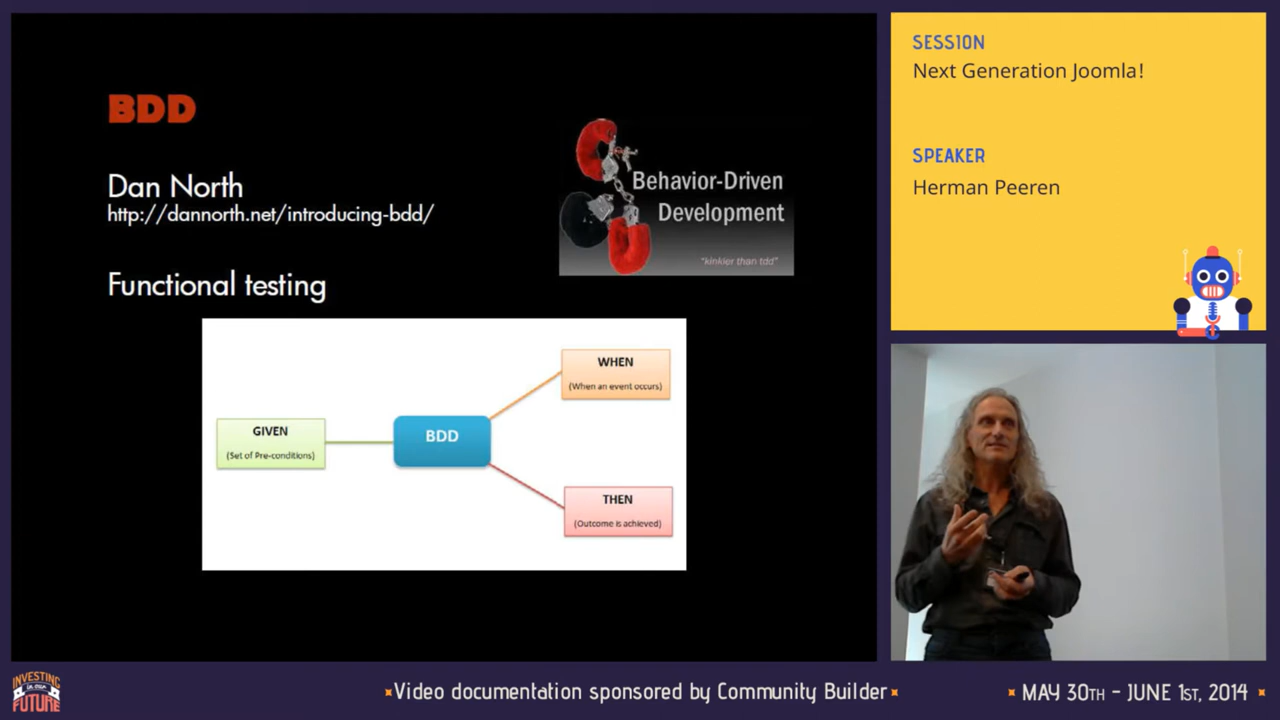 BDD
Dan North
http://dannorth.net/introducing-bdd/
Functional testing
Behavior-Driven
Development
"kinkier than tdd"
GIVEN
(Set of Pre-conditions)
BDD
WHEN
(When an event occurs)
THEN
(Outcome is achieved)
SESSION
Next Generation Joomla!
SPEAKER
Herman Peeren
INVESTING
IN OUR
FUTURE
Video documentation sponsored by Community Builder
MAY 30TH - JUNE 1ST, 2014